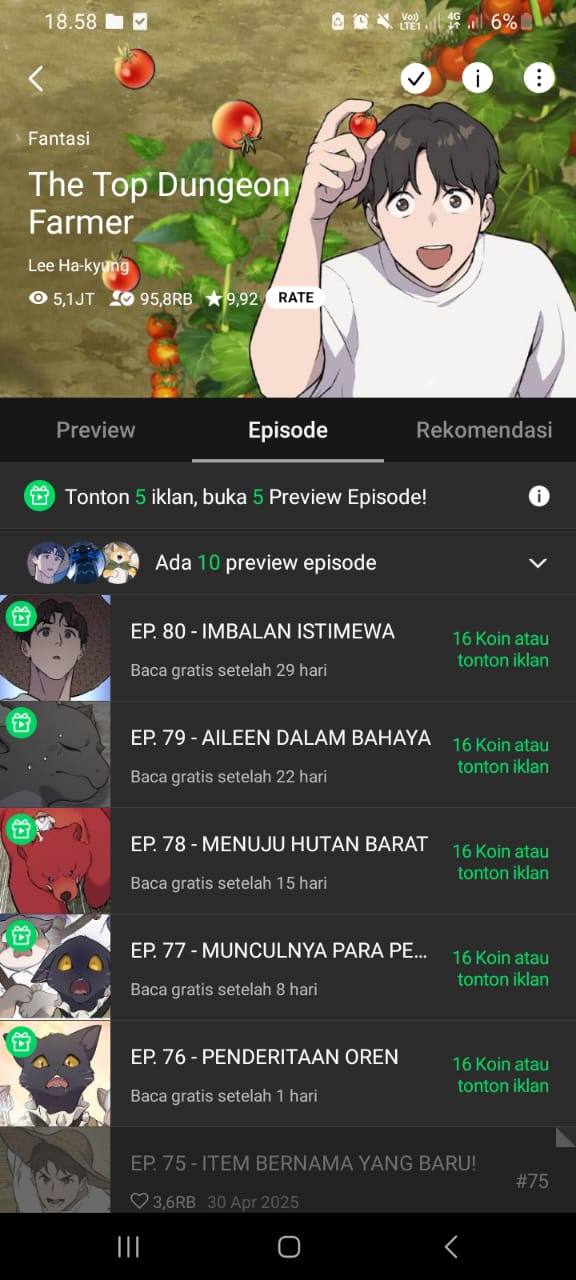 18.58
Vo)) LTE1
4G
6%
Fantasi
The Top Dungeon
Farmer
Lee Ha-kyung
5,1JT 95,8RB 9,92 RATE
Preview Episode Rekomendasi
Tonton 5 iklan, buka 5 Preview Episode!
Ada 10 preview episode
EP. 80 - IMBALAN ISTIMEWA
Baca gratis setelah 29 hari
16 Koin atau
tonton iklan
EP. 79 - AILEEN DALAM BAHAYA
Baca gratis setelah 22 hari
16 Koin atau
tonton iklan
EP. 78 - MENUJU HUTAN BARAT
Baca gratis setelah 15 hari
16 Koin atau
tonton iklan
EP. 77 - MUNCULNYA PARA PE...
Baca gratis setelah 8 hari
16 Koin atau
tonton iklan
EP. 76 - PENDERITAAN OREN
Baca gratis setelah 1 hari
16 Koin atau
tonton iklan
EP. 75 - ITEM BERNAMA YANG BARU!
3,6RB 30 Apr 2025
#75